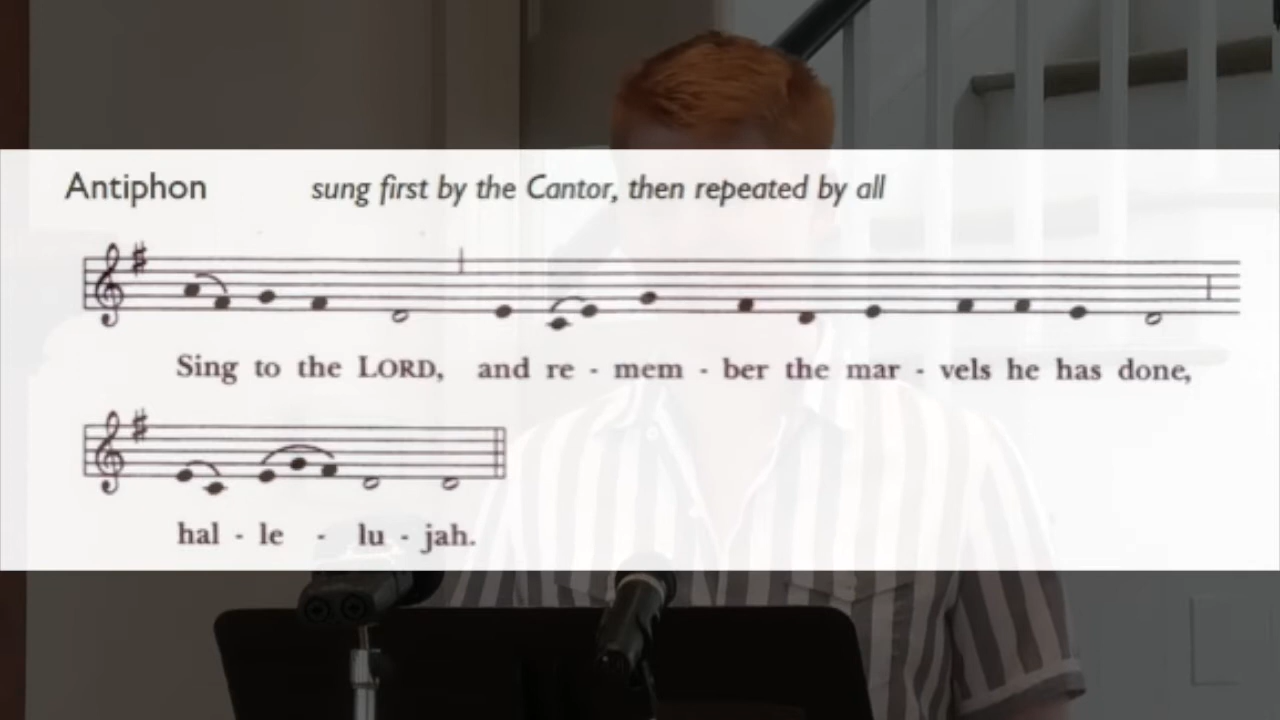 Antiphon sung first by the Cantor, then repeated by all
Sing to the LORD, and re - mem - ber the mar - vels he has done,
hal - le - lu - jah.